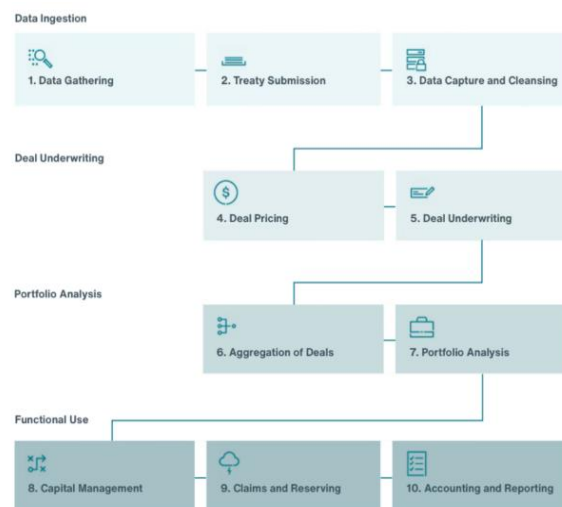 Data Ingestion
1. Data Gathering
2. Treaty Submission
3. Data Capture and Cleansing
Deal Underwriting
4. Deal Pricing
5. Deal Underwriting
Portfolio Analysis
6. Aggregation of Deals
7. Portfolio Analysis
Functional Use
8. Capital Management
9. Claims and Reserving
10. Accounting and Reporting